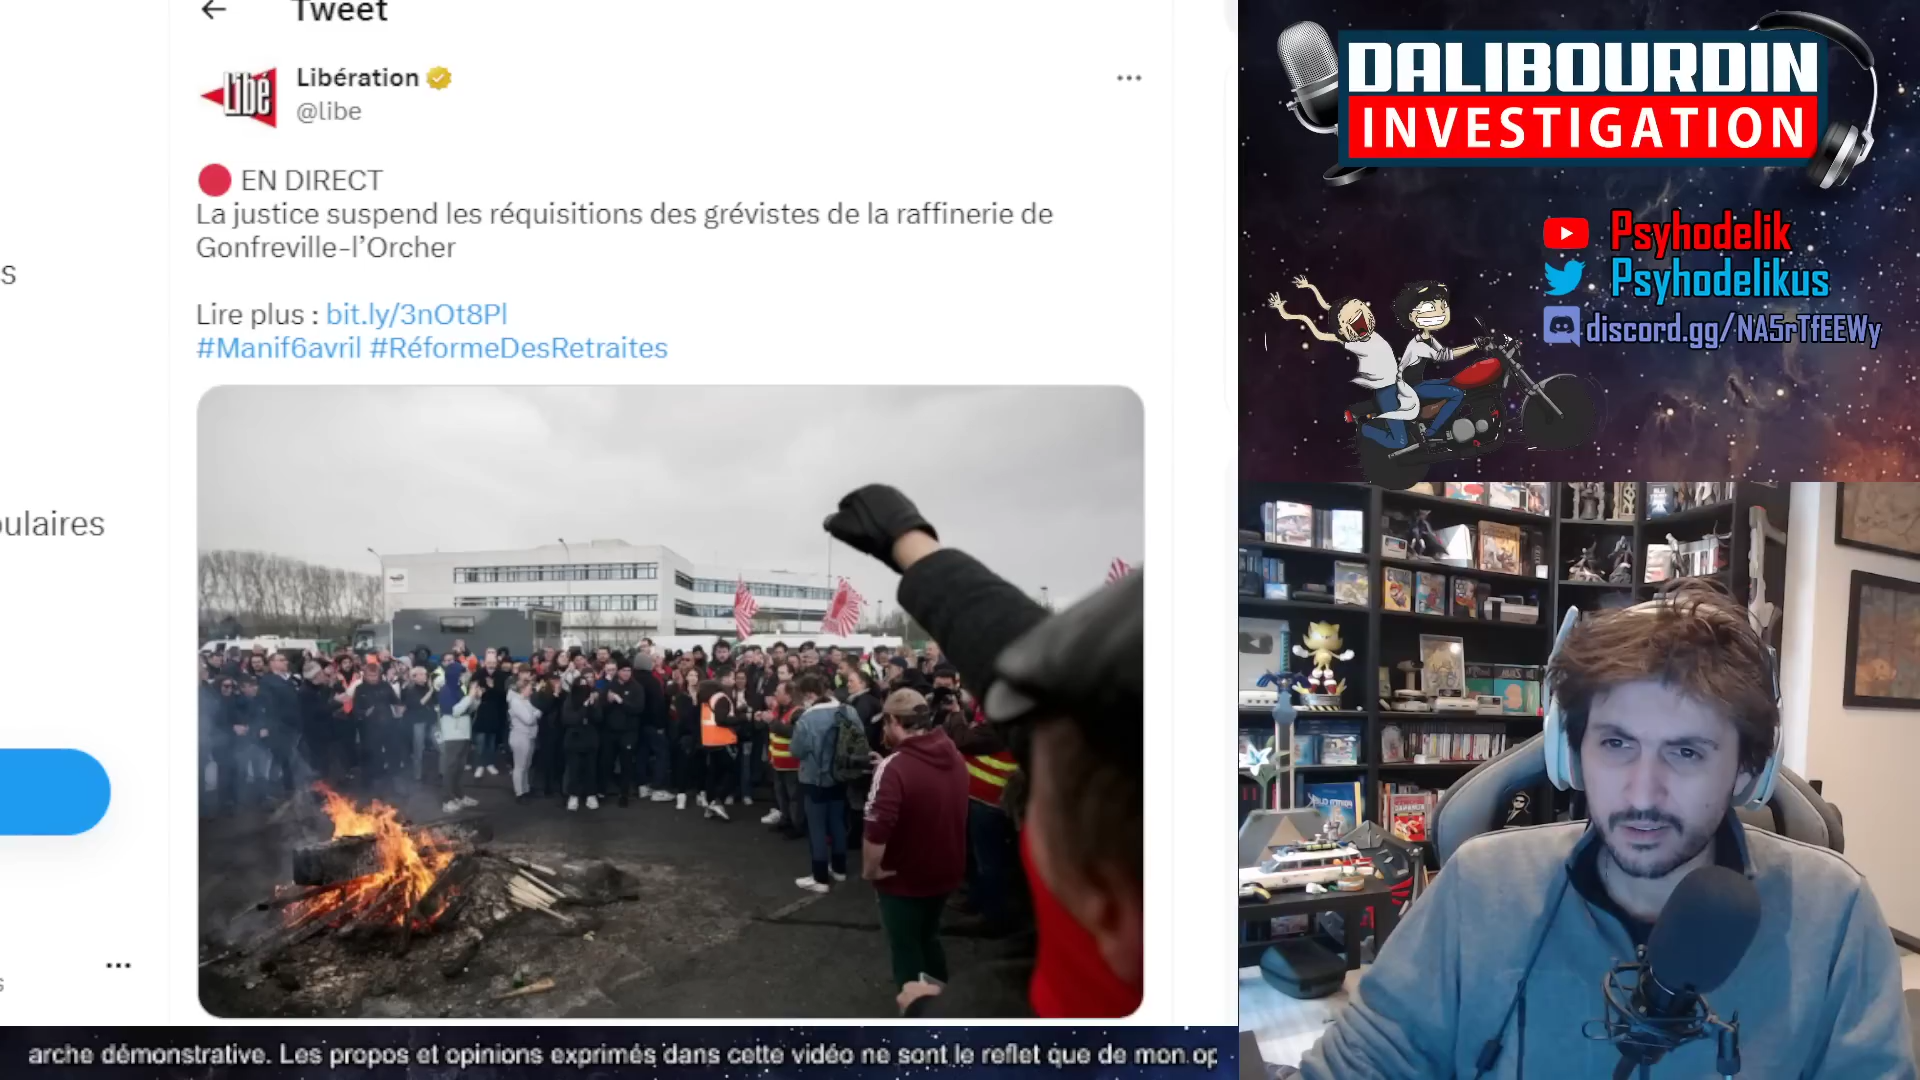 Tweet
Libé
Libération
@libe
EN DIRECT
La justice suspend les réquisitions des grévistes de la raffinerie de
Gonfreville-l’Orcher
Lire plus : bit.ly/3nOt8Pl
#Manif6avril #RéformeDesRetraites
s
ulaires
arche démonstrative. Les propos et opinions exprimés dans cette vidéo ne sont le reflet que de mon op
DALIBOURDIN
INVESTIGATION
Psyhodelik
Psyhodelikus
discord.gg/NA5rTfEEWy